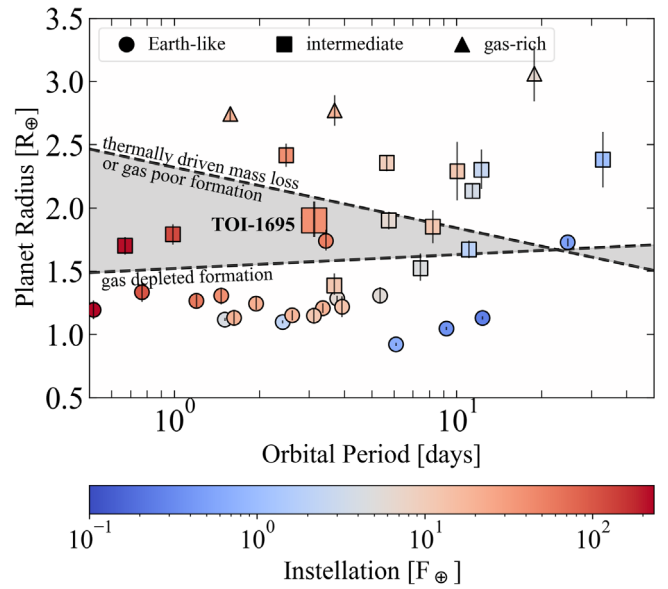 3.5
3.0
2.5
2.0
1.5
1.0
0.5
Planet Radius [R⊕]
Earth-like
intermediate
gas-rich
thermally driven mass loss
or gas poor formation
TOI-1695
gas depleted formation
10⁰
10¹
Orbital Period [days]
10⁻¹
10⁰
10¹
10²
Instellation [F⊕]